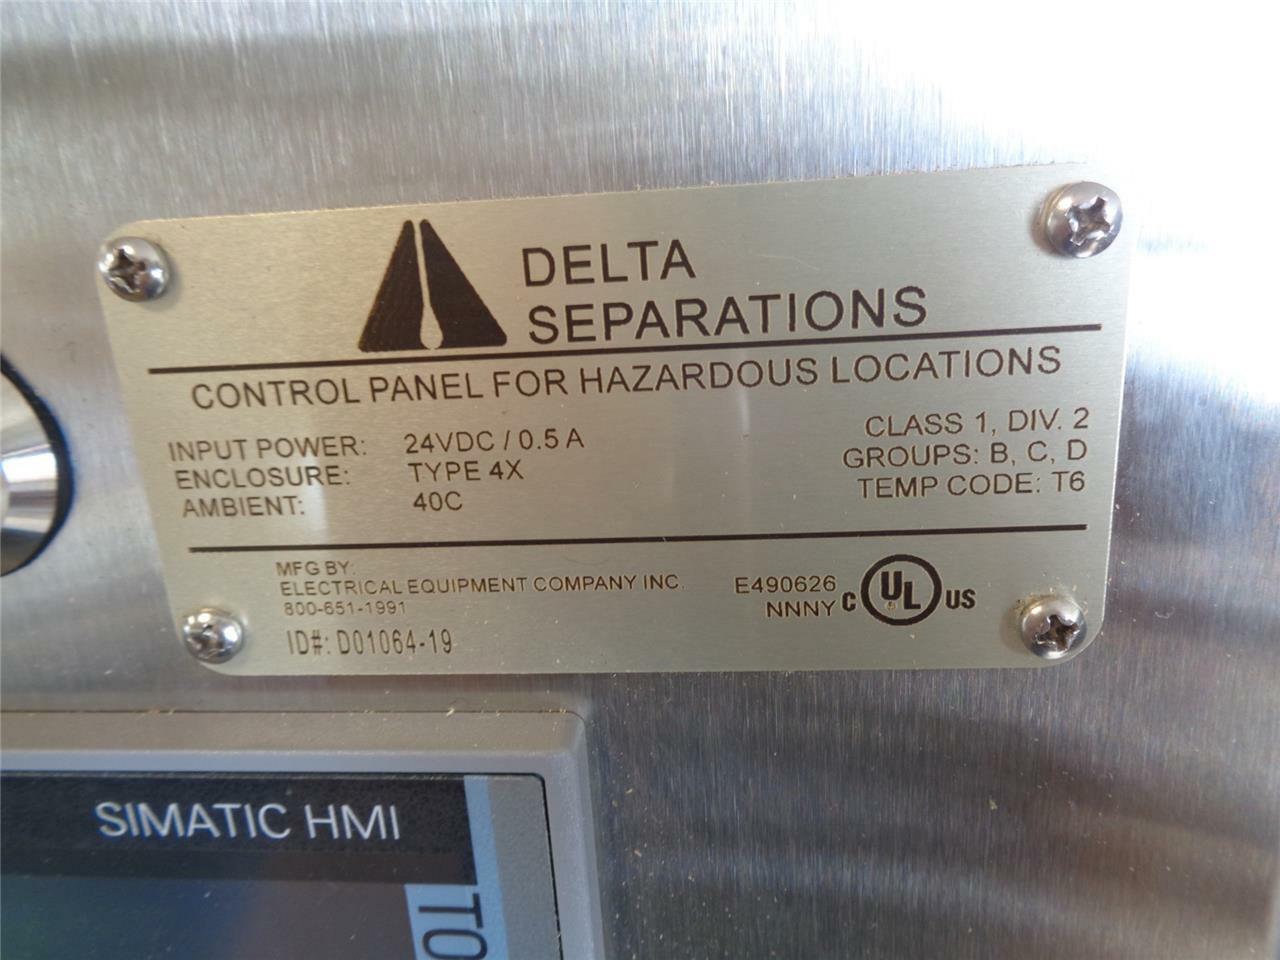 DELTA
SEPARATIONS
CONTROL PANEL FOR HAZARDOUS LOCATIONS
INPUT POWER: 24VDC / 0.5 A
ENCLOSURE: TYPE 4X
AMBIENT: 40C
CLASS 1, DIV. 2
GROUPS: B, C, D
TEMP CODE: T6
MFG BY:
ELECTRICAL EQUIPMENT COMPANY INC.
800-651-1991
ID#: D01064-19
E490626
NNNY
C UL US
SIMATIC HMI
TO